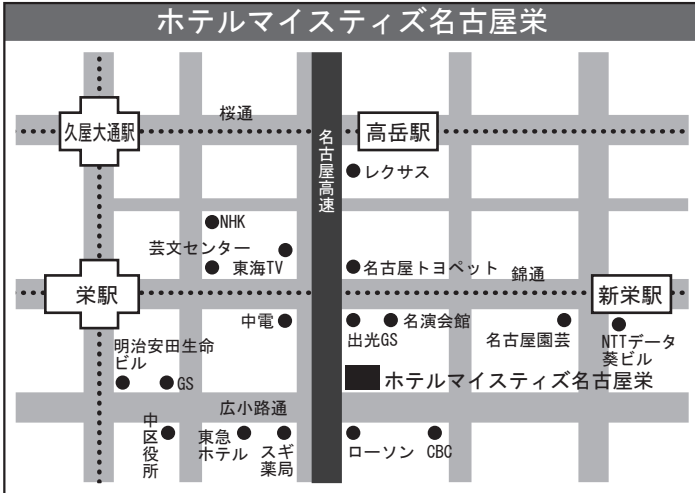 ホテルマイスティズ名古屋栄
桜通
久屋大通駅
名古屋高速
高岳駅
レクサス
NHK
芸文センター
東海TV
名古屋トヨペット
錦通
栄駅
新栄駅
中電
出光GS
名演会館
名古屋園芸
NTTデータ
葵ビル
明治安田生命
ビル
GS
ホテルマイスティズ名古屋栄
広小路通
中区役所
東急
ホテル
スギ
薬局
ローソン
CBC